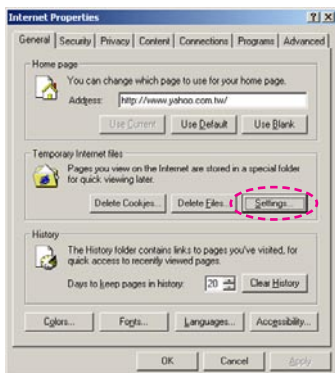 Internet Properties
General Security Privacy Content Connections Programs Advanced
Home page
You can change which page to use for your home page.
Address: http://www.yahoo.com.tw/
Use Current Use Default Use Blank
Temporary Internet files
Pages you view on the Internet are stored in a special folder
for quick viewing later.
Delete Cookies... Delete Files... Settings...
History
The History folder contains links to pages you've visited, for
quick access to recently viewed pages.
Days to keep pages in history: 20 Clear History
Colors... Fonts... Languages... Accessibility...
OK Cancel Apply